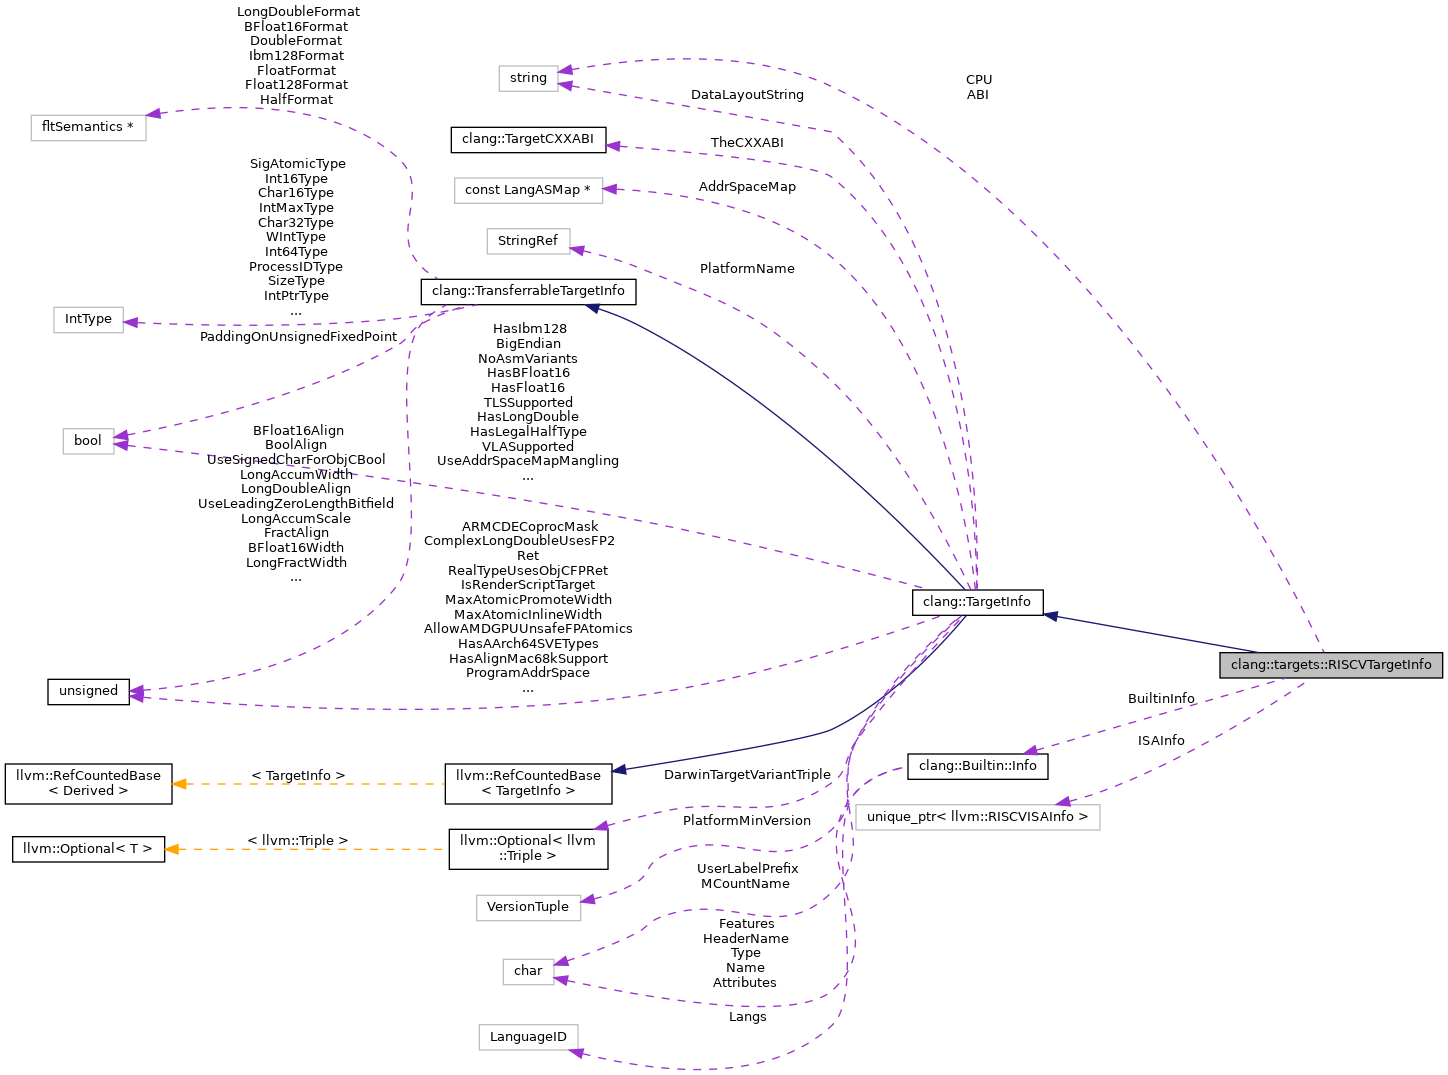 LongDoubleFormat
BFloat16Format
DoubleFormat
Ibm128Format
FloatFormat
Float128Format
HalfFormat
fltSemantics *
string
CPU
ABI
DataLayoutString
clang::TargetCXXABI
TheCXXABI
SigAtomicType
Int16Type
Char16Type
IntMaxType
Char32Type
WIntType
Int64Type
ProcessIDType
SizeType
IntPtrType
...
const LangASMap *
AddrSpaceMap
StringRef
PlatformName
clang::TransferrableTargetInfo
IntType
PaddingOnUnsignedFixedPoint
HasIbm128
BigEndian
NoAsmVariants
HasBFloat16
HasFloat16
TLSSupported
HasLongDouble
HasLegalHalfType
VLASupported
UseAddrSpaceMapMangling
...
bool
BFloat16Align
BoolAlign
UseSignedCharForObjCBool
LongAccumWidth
LongDoubleAlign
UseLeadingZeroLengthBitfield
LongAccumScale
FractAlign
BFloat16Width
LongFractWidth
...
ARMCDECoprocMask
ComplexLongDoubleUsesFP2
Ret
RealTypeUsesObjCFPRet
IsRenderScriptTarget
MaxAtomicPromoteWidth
MaxAtomicInlineWidth
AllowAMDGPUUnsafeFPAtomics
HasAArch64SVETypes
HasAlignMac68kSupport
ProgramAddrSpace
...
clang::TargetInfo
clang::targets::RISCVTargetInfo
unsigned
BuiltinInfo
ISAInfo
llvm::RefCountedBase
< Derived >
< TargetInfo >
llvm::RefCountedBase
< TargetInfo >
DarwinTargetVariantTriple
clang::Builtin::Info
unique_ptr< llvm::RISCVISAInfo >
llvm::Optional< T >
< llvm::Triple >
llvm::Optional< llvm
::Triple >
PlatformMinVersion
VersionTuple
UserLabelPrefix
MCountName
char
Features
HeaderName
Type
Name
Attributes
Langs
LanguageID